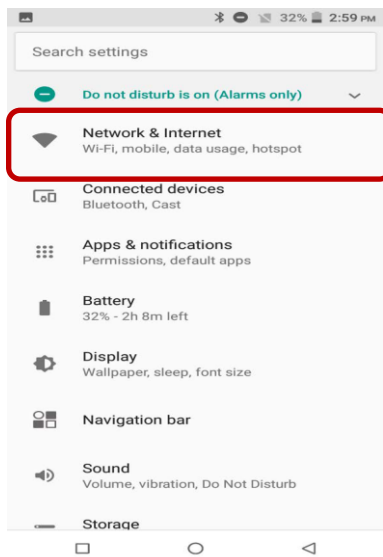 32% 2:59 PM
Search settings
Do not disturb is on (Alarms only)
Network & Internet
Wi-Fi, mobile, data usage, hotspot
Connected devices
Bluetooth, Cast
Apps & notifications
Permissions, default apps
Battery
32% - 2h 8m left
Display
Wallpaper, sleep, font size
Navigation bar
Sound
Volume, vibration, Do Not Disturb
Storage